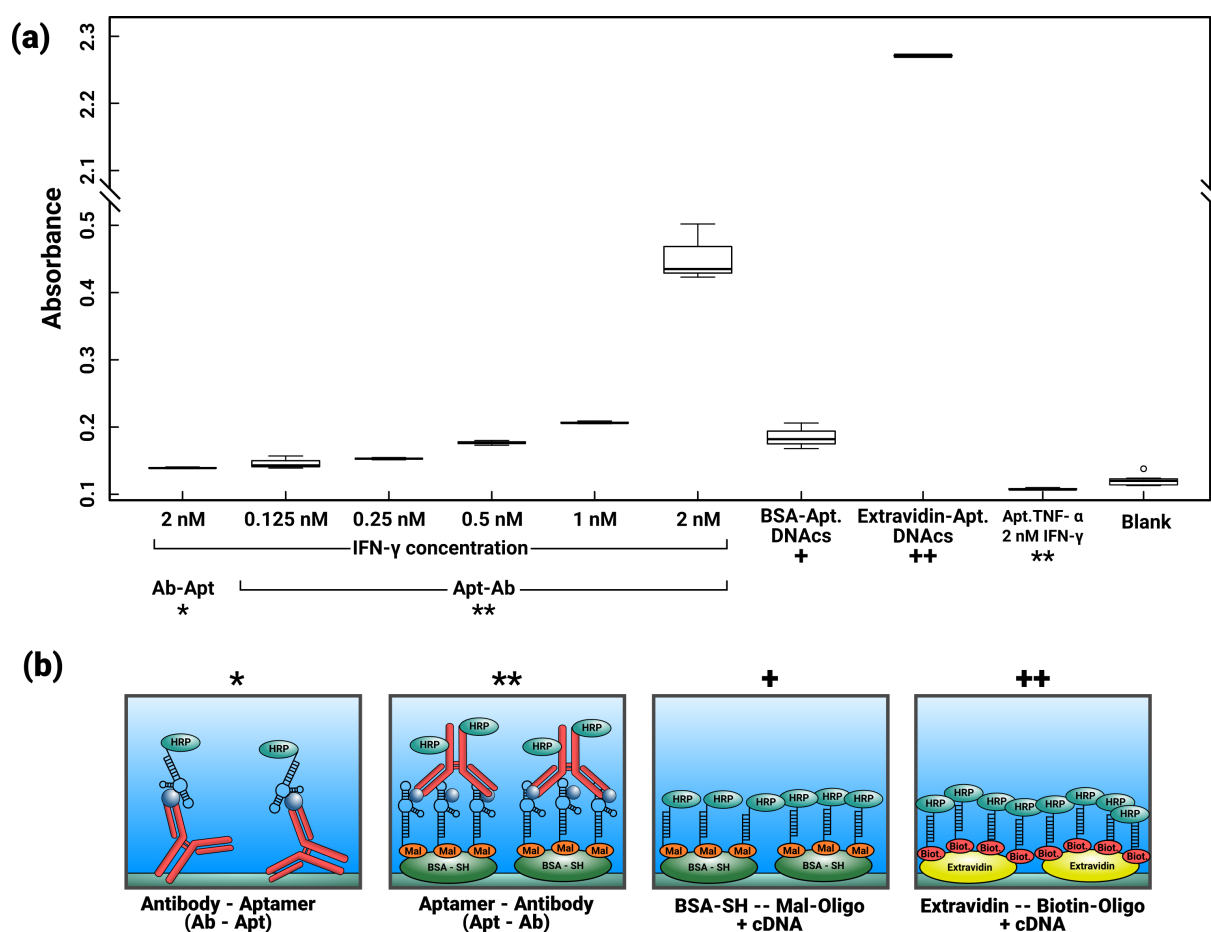 (a)
Absorbance
2.3
2.2
2.1
0.5
0.4
0.3
0.2
0.1
2 nM 0.125 nM 0.25 nM 0.5 nM 1 nM 2 nM
IFN-γ concentration
Ab-Apt
*
Apt-Ab
**
BSA-Apt.
DNAcs
+
Extravidin-Apt.
DNAcs
++
Apt.TNF- α
2 nM IFN-γ
**
Blank
(b)
* ** + ++
HRP HRP
HRP HRP HRP HRP
Mal Mal Mal Mal Mal Mal
BSA - SH BSA - SH
HRP HRP HRP HRP HRP HRP
Mal Mal Mal Mal Mal Mal
BSA - SH BSA - SH
HRP HRP HRP HRP HRP HRP HRP HRP
Biot. Biot. Biot. Biot. Biot. Biot. Biot. Biot.
Extravidin Extravidin
Antibody - Aptamer
(Ab - Apt)
Aptamer - Antibody
(Apt - Ab)
BSA-SH -- Mal-Oligo
+ cDNA
Extravidin -- Biotin-Oligo
+ cDNA